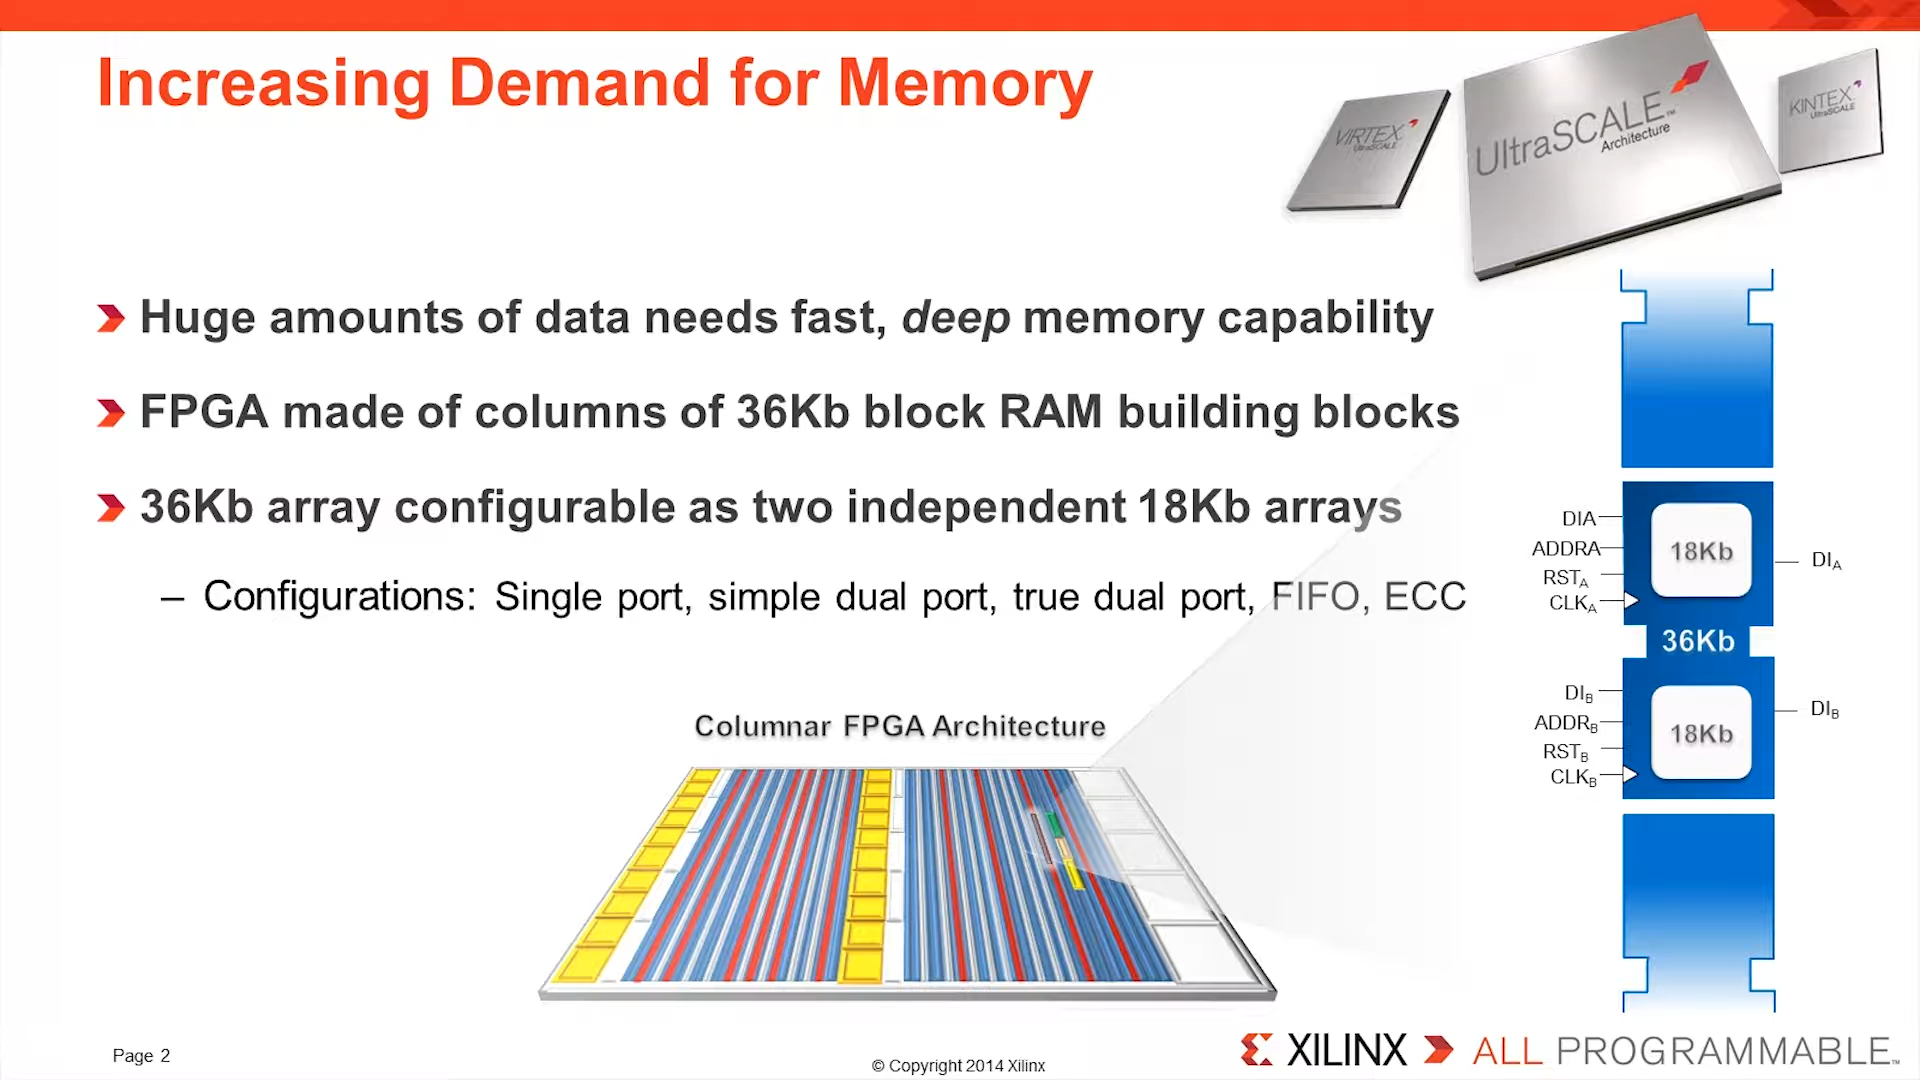 Increasing Demand for Memory
VIRTEX
UltraSCALE
UltraSCALE™
Architecture
KINTEX
UltraSCALE
Huge amounts of data needs fast, deep memory capability
FPGA made of columns of 36Kb block RAM building blocks
36Kb array configurable as two independent 18Kb arrays
– Configurations: Single port, simple dual port, true dual port, FIFO, ECC
DIA
ADDRA
RSTA
CLKA
18Kb
DIA
36Kb
DIB
ADDRB
RSTB
CLKB
18Kb
DIB
Columnar FPGA Architecture
Page 2
© Copyright 2014 Xilinx
XILINX ALL PROGRAMMABLE™